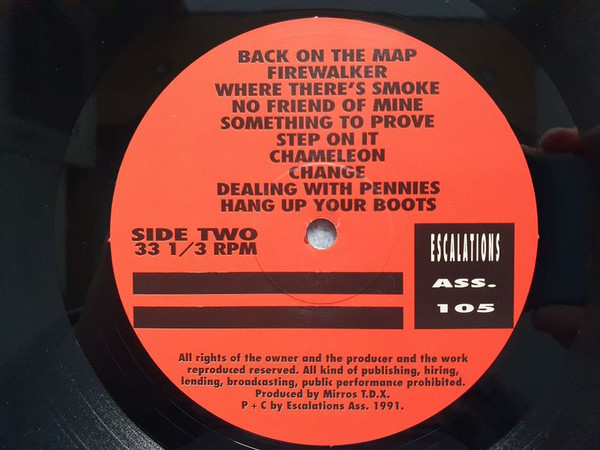 BACK ON THE MAP
FIREWALKER
WHERE THERE'S SMOKE
NO FRIEND OF MINE
SOMETHING TO PROVE
STEP ON IT
CHAMELEON
CHANGE
DEALING WITH PENNIES
HANG UP YOUR BOOTS
SIDE TWO
33 1/3 RPM
ESCALATIONS
ASS.
105
All rights of the owner and the producer and the work
reproduced reserved. All kind of publishing, hiring,
lending, broadcasting, public performance prohibited.
Produced by Mirros T.D.X.
P + C by Escalations Ass. 1991.